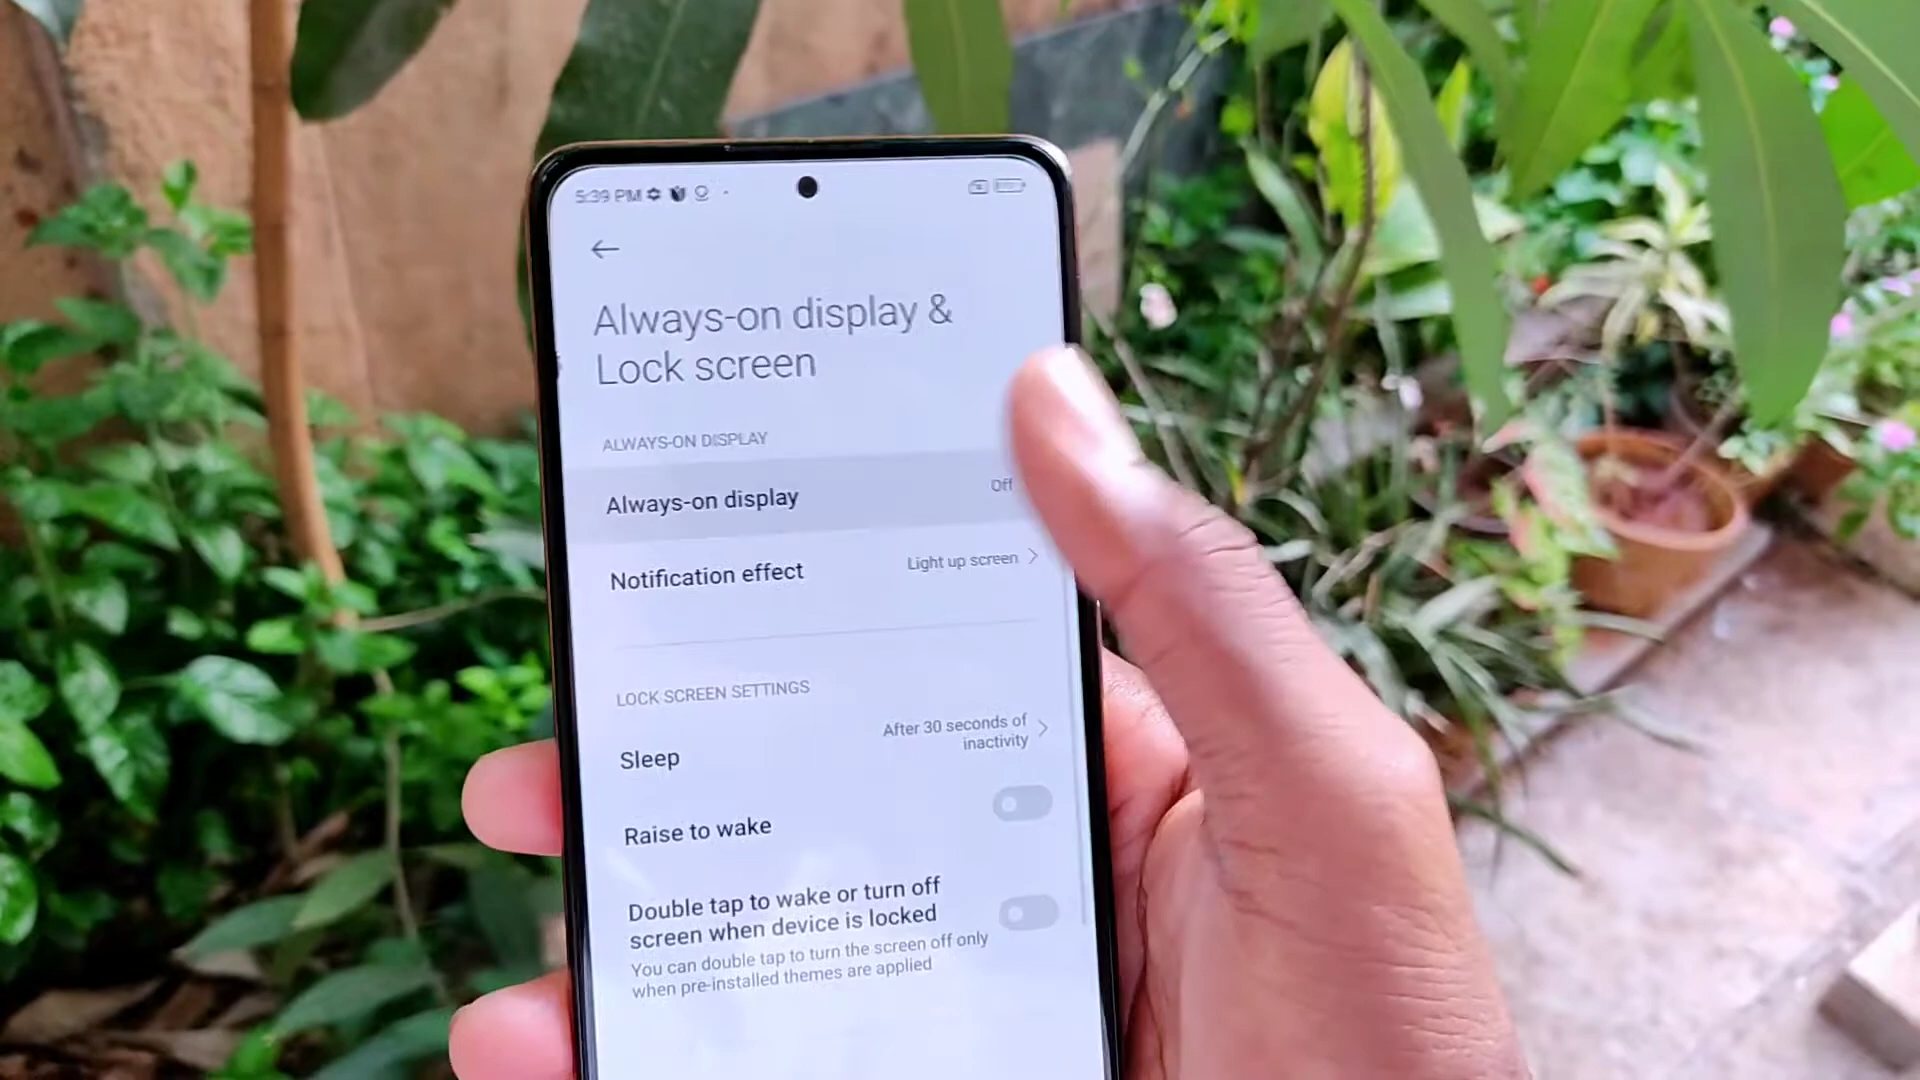 5:39 PM
Always-on display &
Lock screen
ALWAYS-ON DISPLAY
Always-on display
Off
Notification effect
Light up screen
LOCK SCREEN SETTINGS
Sleep
After 30 seconds of
inactivity
Raise to wake
Double tap to wake or turn off
screen when device is locked
You can double tap to turn the screen off only
when pre-installed themes are applied